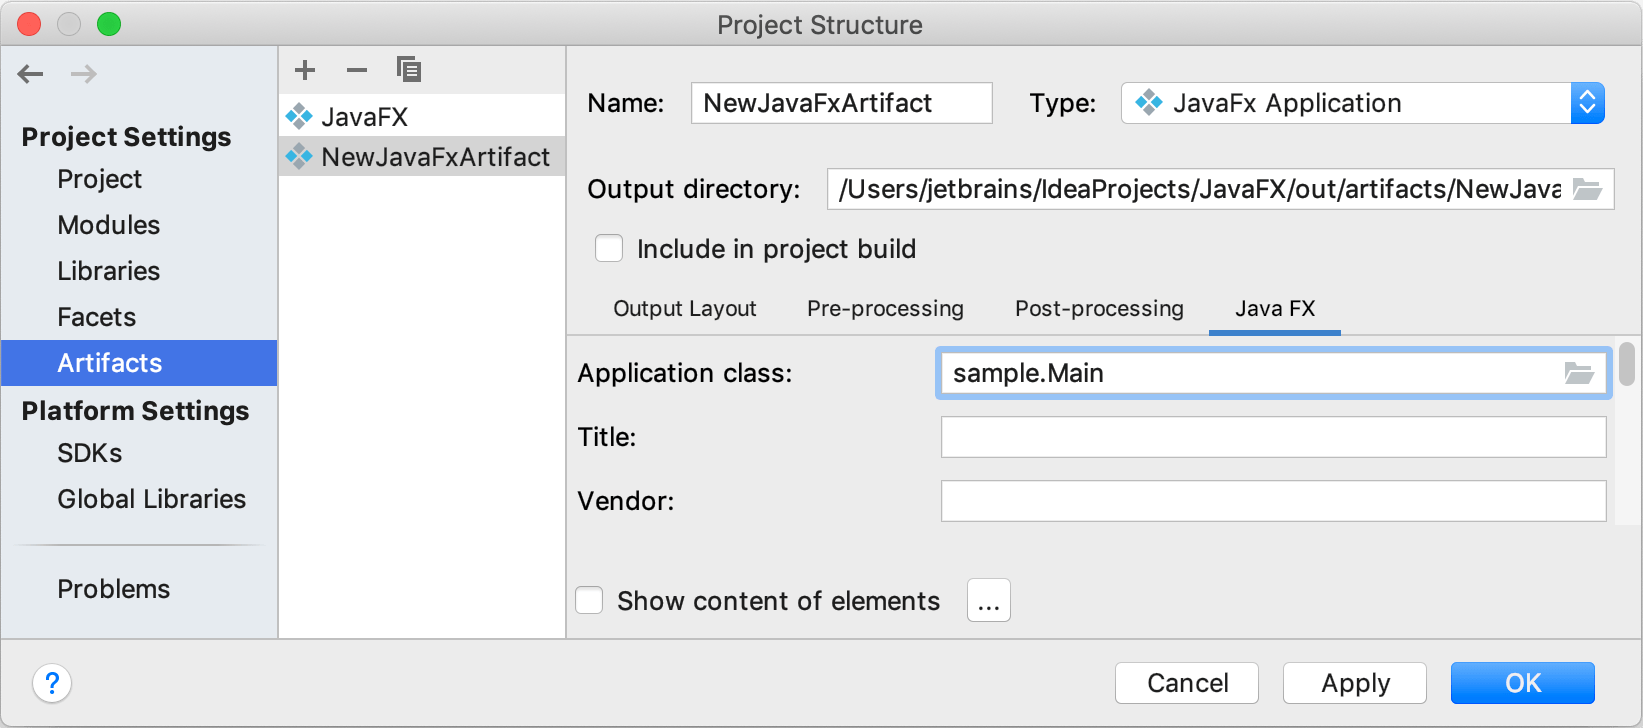 Project Structure
Project Settings
Project
Modules
Libraries
Facets
Artifacts
Platform Settings
SDKs
Global Libraries
Problems
JavaFX
NewJavaFxArtifact
Name: NewJavaFxArtifact Type: JavaFx Application
Output directory: /Users/jetbrains/IdeaProjects/JavaFX/out/artifacts/NewJava
Include in project build
Output Layout Pre-processing Post-processing Java FX
Application class: sample.Main
Title:
Vendor:
Show content of elements ...
? Cancel Apply OK